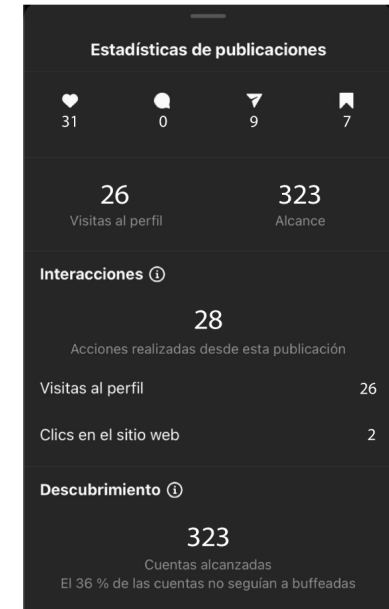 Estadísticas de publicaciones
31 0 9 7
26 323
Visitas al perfil Alcance
Interacciones
28
Acciones realizadas desde esta publicación
Visitas al perfil 26
Clics en el sitio web 2
Descubrimiento
323
Cuentas alcanzadas
El 36 % de las cuentas no seguían a buffeadas